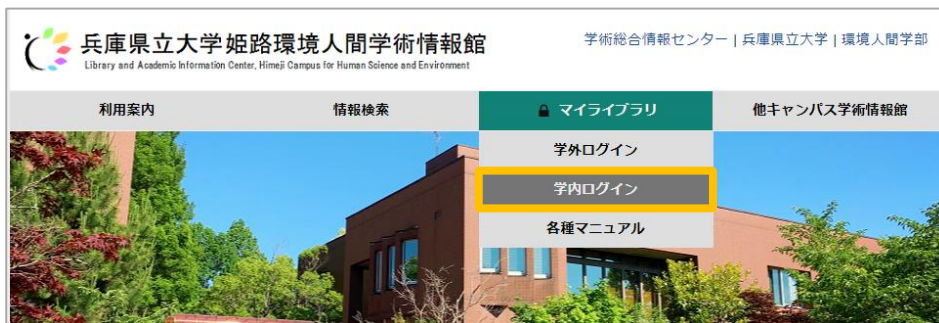 兵庫県立大学姫路環境人間学術情報館
Library and Academic Information Center, Himeji Campus for Human Science and Environment
学術総合情報センター | 兵庫県立大学 | 環境人間学部
利用案内
情報検索
マイライブラリ
他キャンパス学術情報館
学外ログイン
学内ログイン
各種マニュアル